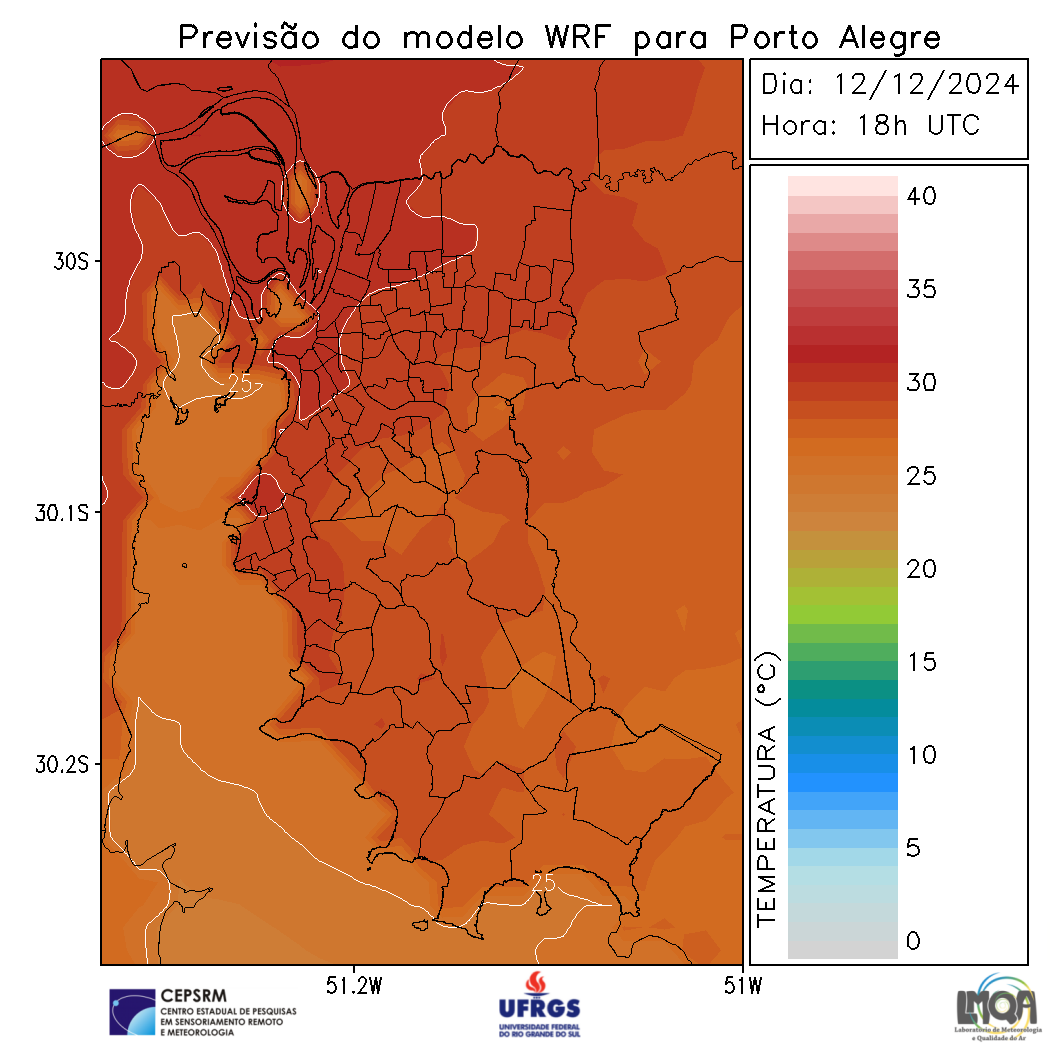 Previsão do modelo WRF para Porto Alegre
Dia: 12/12/2024
Hora: 18h UTC
40
35
30
25
20
15
10
5
0
TEMPERATURA (°C)
30S
30.1S
30.2S
51.2W
51W
25
25
CEPSRM
CENTRO ESTADUAL DE PESQUISAS
EM SENSORIAMENTO REMOTO
E METEOROLOGIA
UFRGS
UNIVERSIDADE FEDERAL
DO RIO GRANDE DO SUL
LMQA
Laboratório de Meteorologia
e Qualidade do Ar